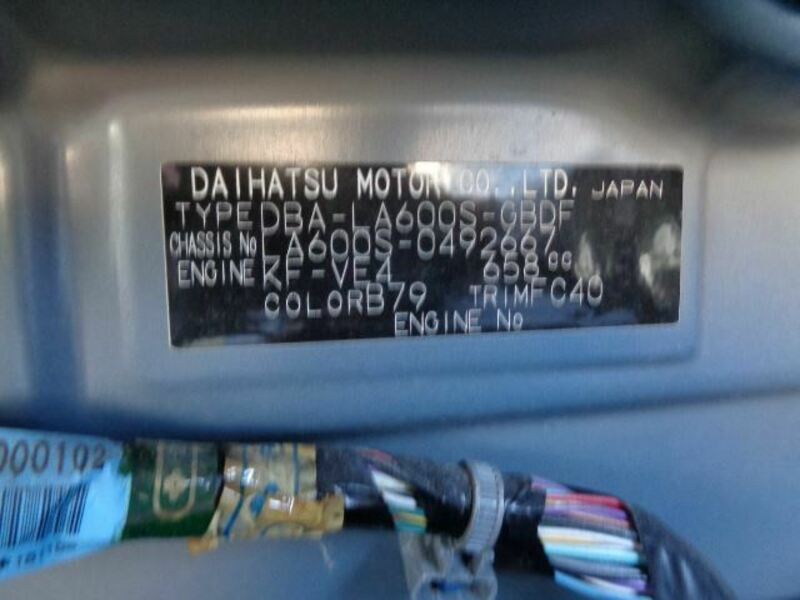 DAIHATSU MOTOR CO.,LTD. JAPAN
TYPE DBA-LA600S-GBDF
CHASSIS No LA600S-0492667
ENGINE KF-VE4 658cc
COLOR B79 TRIM FC40
ENGINE No
000102